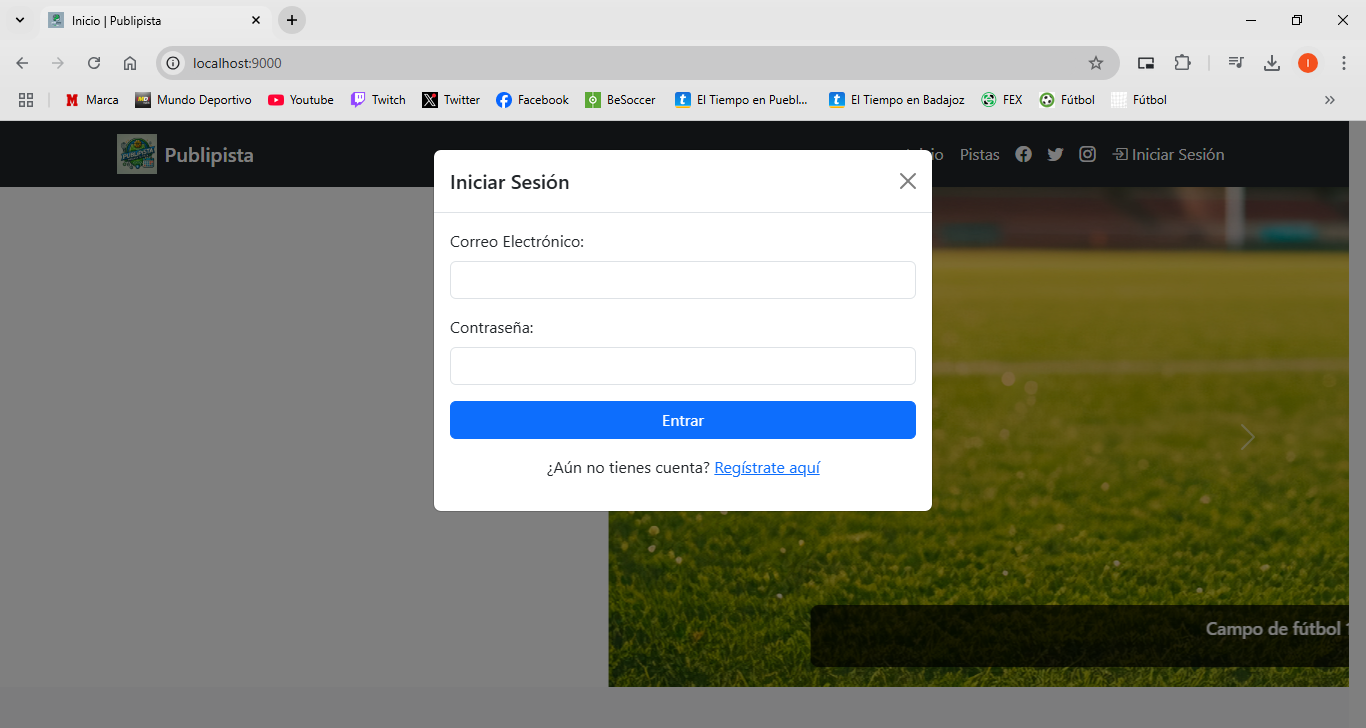 Inicio | Publipista
localhost:9000
Marca
Mundo Deportivo
Youtube
Twitch
Twitter
Facebook
BeSoccer
El Tiempo en Puebl...
El Tiempo en Badajoz
FEX
Fútbol
Fútbol
Publipista
Pistas
Iniciar Sesión
Iniciar Sesión
Correo Electrónico:
Contraseña:
Entrar
¿Aún no tienes cuenta? Regístrate aquí
Campo de fútbol